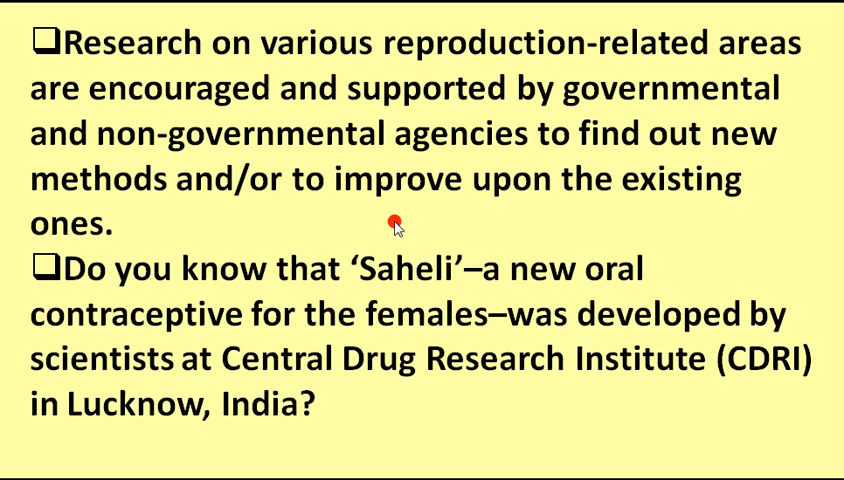 ❑Research on various reproduction-related areas
are encouraged and supported by governmental
and non-governmental agencies to find out new
methods and/or to improve upon the existing
ones.
❑Do you know that ‘Saheli’–a new oral
contraceptive for the females–was developed by
scientists at Central Drug Research Institute (CDRI)
in Lucknow, India?